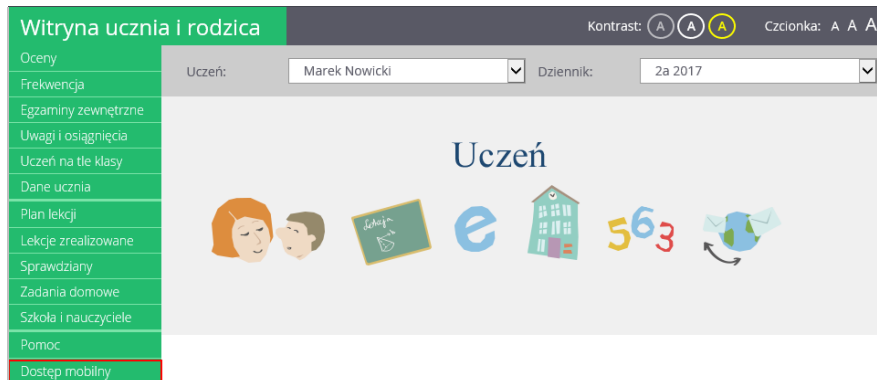 Witryna ucznia i rodzica
Kontrast: A A A Czcionka: A A A
Oceny
Uczeń: Marek Nowicki Dziennik: 2a 2017
Frekwencja
Egzaminy zewnętrzne
Uwagi i osiągnięcia
Uczeń na tle klasy
Dane ucznia
Plan lekcji
Lekcje zrealizowane
Sprawdziany
Zadania domowe
Szkoła i nauczyciele
Pomoc
Dostęp mobilny
Uczeń
Lekcja
e
563